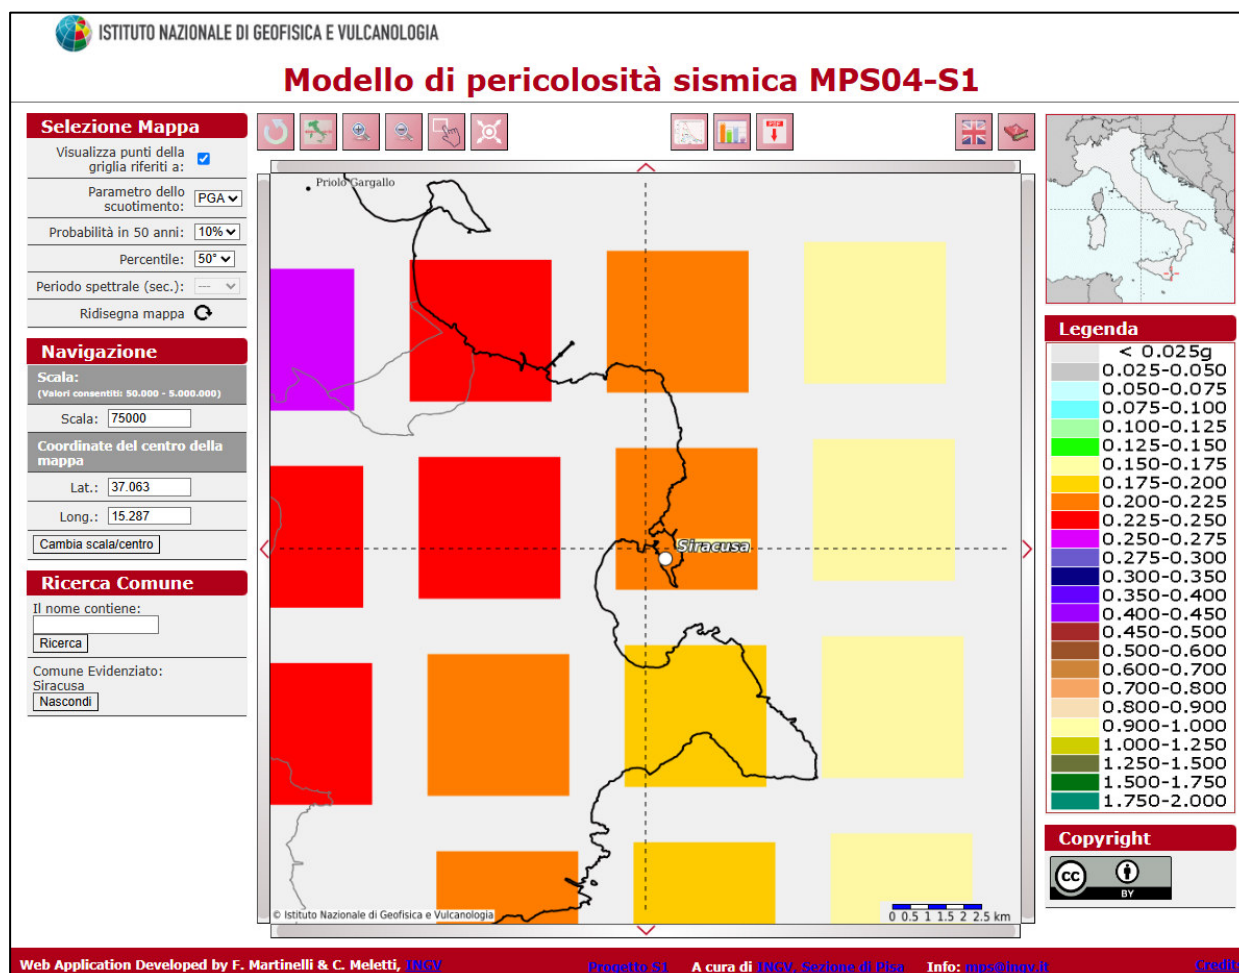 ISTITUTO NAZIONALE DI GEOFISICA E VULCANOLOGIA
Modello di pericolosità sismica MPS04-S1
Selezione Mappa
Visualizza punti della
griglia riferiti a:
Parametro dello
scuotimento: PGA
Probabilità in 50 anni: 10%
Percentile: 50°
Periodo spettrale (sec.): ---
Ridisegna mappa
Navigazione
Scala:
(Valori consentiti: 50.000 - 5.000.000)
Scala: 75000
Coordinate del centro della
mappa
Lat.: 37.063
Long.: 15.287
Cambia scala/centro
Ricerca Comune
Il nome contiene:
Ricerca
Comune Evidenziato:
Siracusa
Nascondi
PDF
Priolo Gargallo
Siracusa
© Istituto Nazionale di Geofisica e Vulcanologia
0 0.5 1 1.5 2 2.5 km
Legenda
< 0.025g
0.025-0.050
0.050-0.075
0.075-0.100
0.100-0.125
0.125-0.150
0.150-0.175
0.175-0.200
0.200-0.225
0.225-0.250
0.250-0.275
0.275-0.300
0.300-0.350
0.350-0.400
0.400-0.450
0.450-0.500
0.500-0.600
0.600-0.700
0.700-0.800
0.800-0.900
0.900-1.000
1.000-1.250
1.250-1.500
1.500-1.750
1.750-2.000
Copyright
cc
BY
Web Application Developed by F. Martinelli & C. Meletti, INGV Progetto S1 A cura di INGV, Sezione di Pisa Info: mps@ingv.it Credits